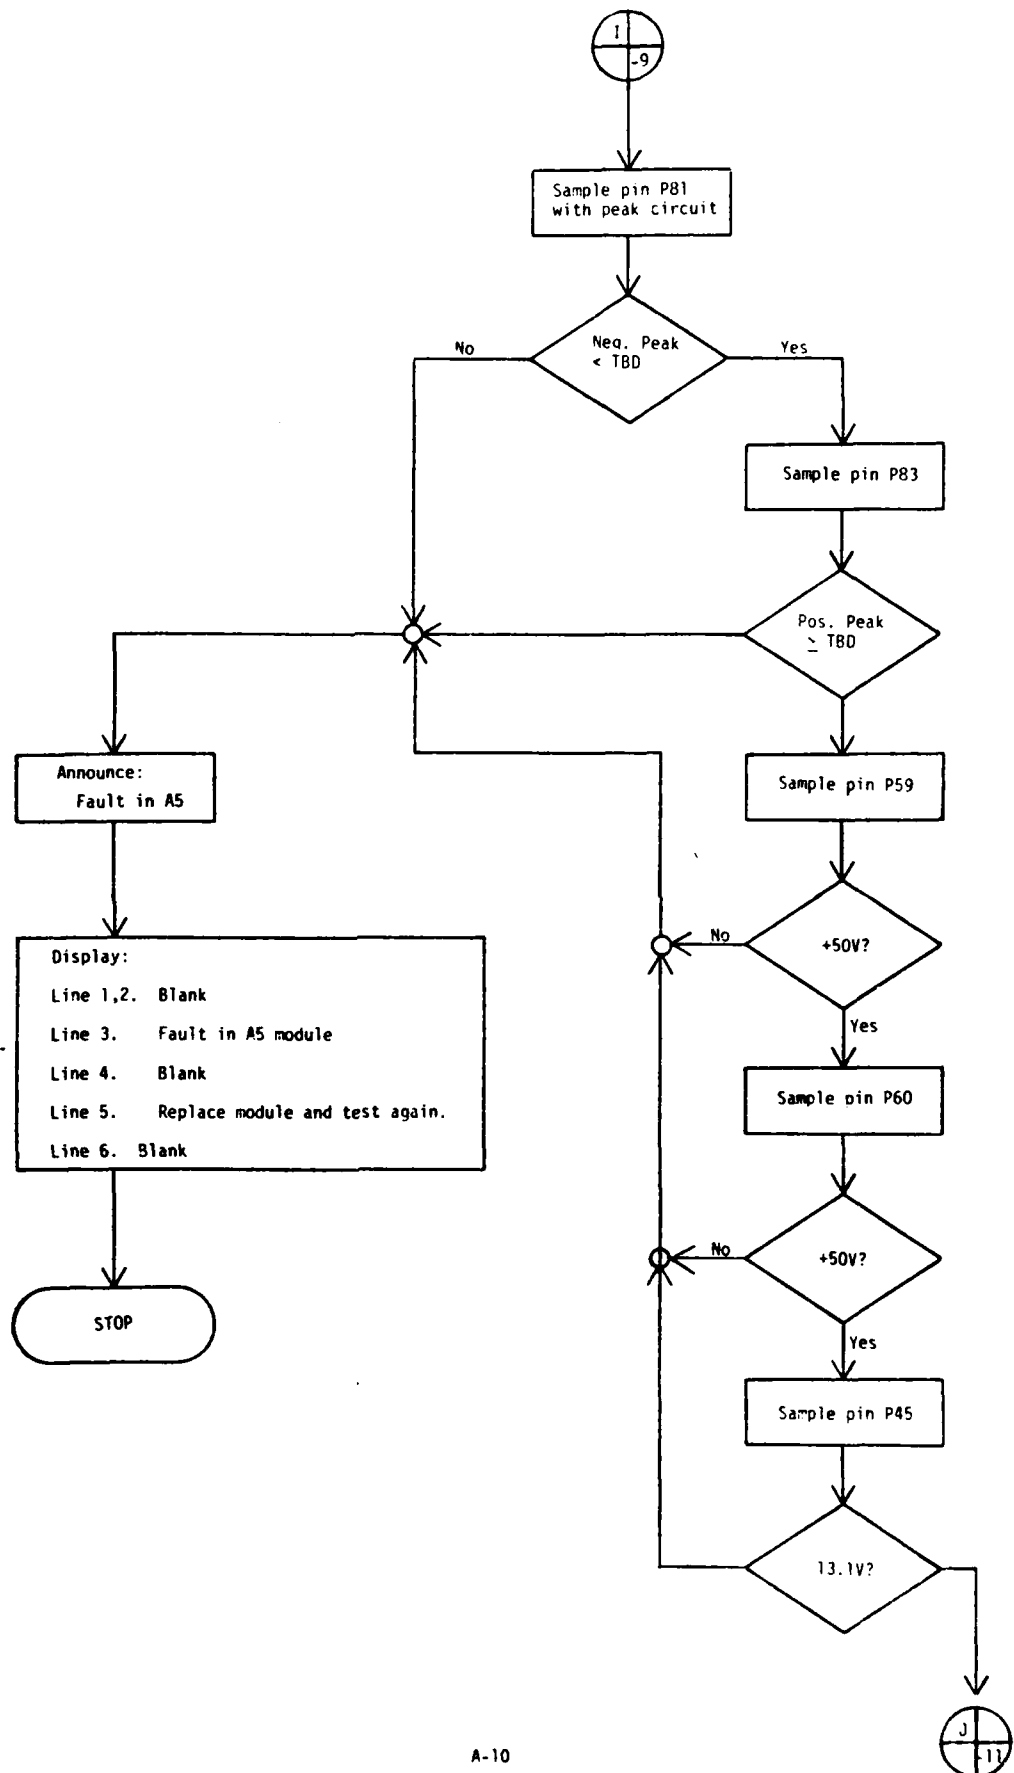 I
-9
Sample pin P81
with peak circuit
Neg. Peak
< TBD
No
Yes
Sample pin P83
Pos. Peak
≥ TBD
Announce:
Fault in A5
Sample pin P59
Display:
Line 1,2. Blank
Line 3. Fault in A5 module
Line 4. Blank
Line 5. Replace module and test again.
Line 6. Blank
+50V?
No
Yes
Sample pin P60
+50V?
No
Yes
STOP
Sample pin P45
13.1V?
J
-11
A-10